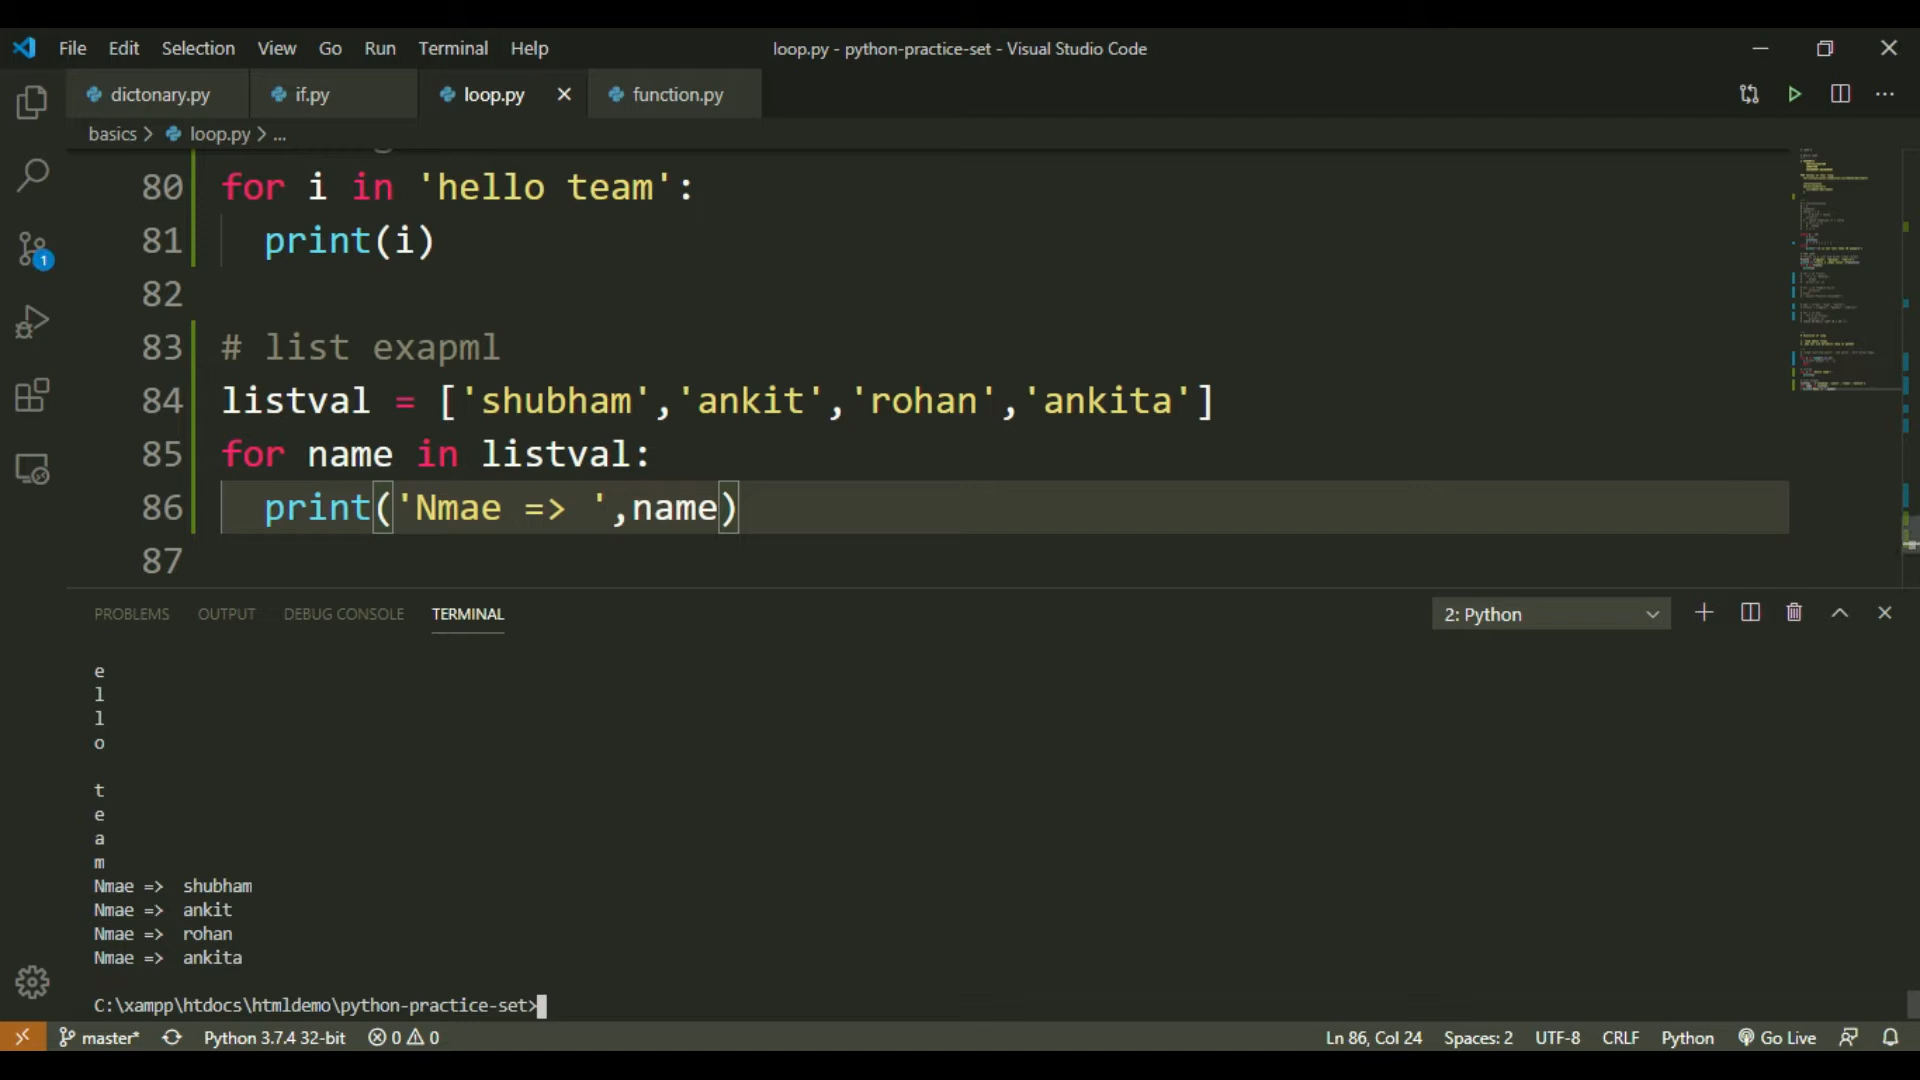 File Edit Selection View Go Run Terminal Help
loop.py - python-practice-set - Visual Studio Code
dictonary.py
if.py
loop.py
function.py
basics > loop.py > ...
80 for i in 'hello team':
81 print(i)
82
83 # list exapml
84 listval = ['shubham','ankit','rohan','ankita']
85 for name in listval:
86 print('Nmae => ',name)
87
1
PROBLEMS OUTPUT DEBUG CONSOLE TERMINAL
2: Python
e
l
l
o
t
e
a
m
Nmae => shubham
Nmae => ankit
Nmae => rohan
Nmae => ankita
C:\xampp\htdocs\htmldemo\python-practice-set>
master* Python 3.7.4 32-bit 0 0 Ln 86, Col 24 Spaces: 2 UTF-8 CRLF Python Go Live